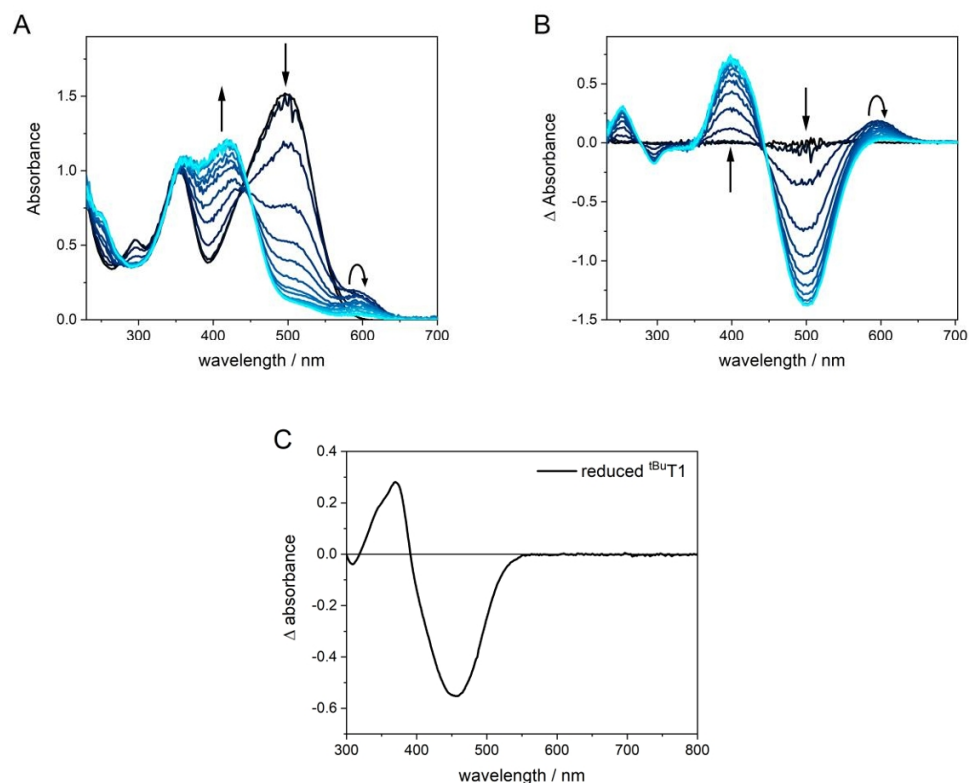 A
Absorbance
1.5
1.0
0.5
0.0
300 400 500 600 700
wavelength / nm
B
Δ Absorbance
0.5
0.0
-0.5
-1.0
-1.5
300 400 500 600 700
wavelength / nm
C
reduced ᵗᴮᵘT1
Δ absorbance
0.4
0.2
0.0
-0.2
-0.4
-0.6
300 400 500 600 700 800
wavelength / nm